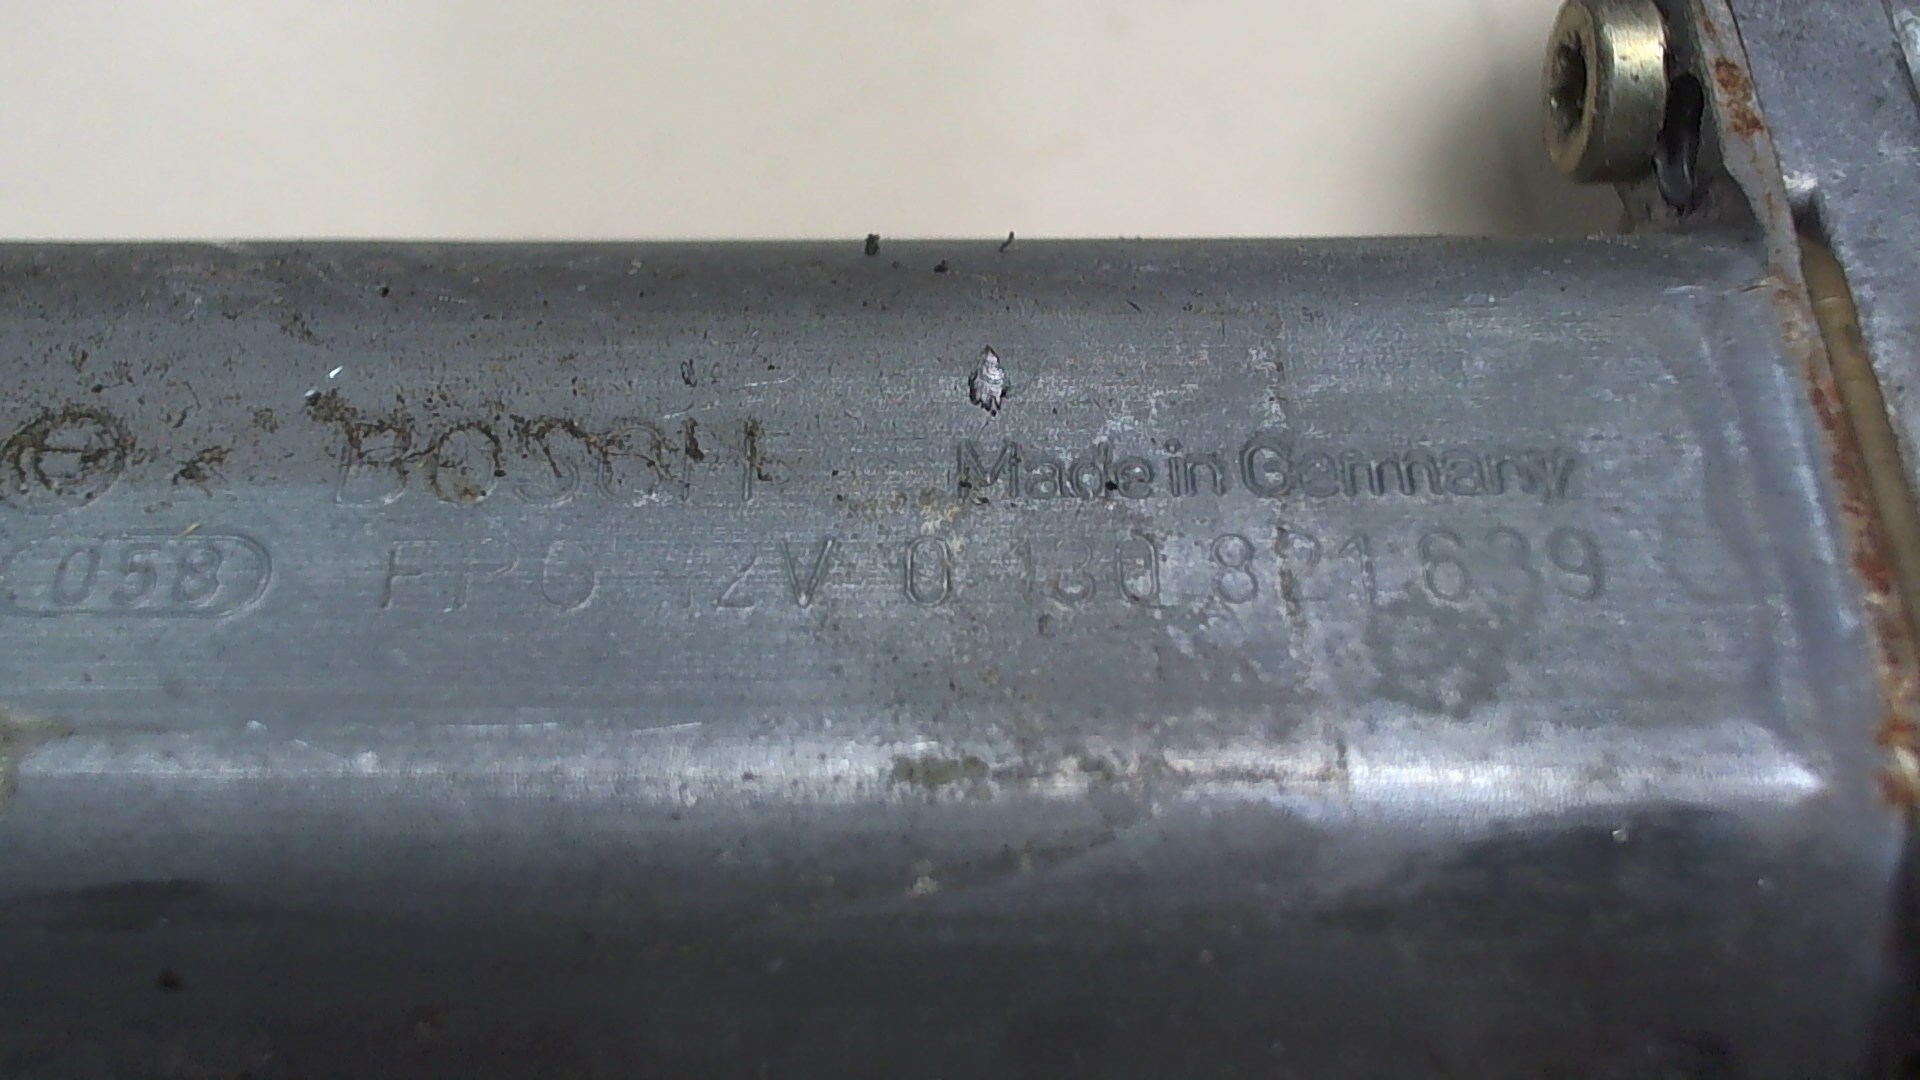 BOSCH Made in Germany
058 FPG 12V 0 130 821 639